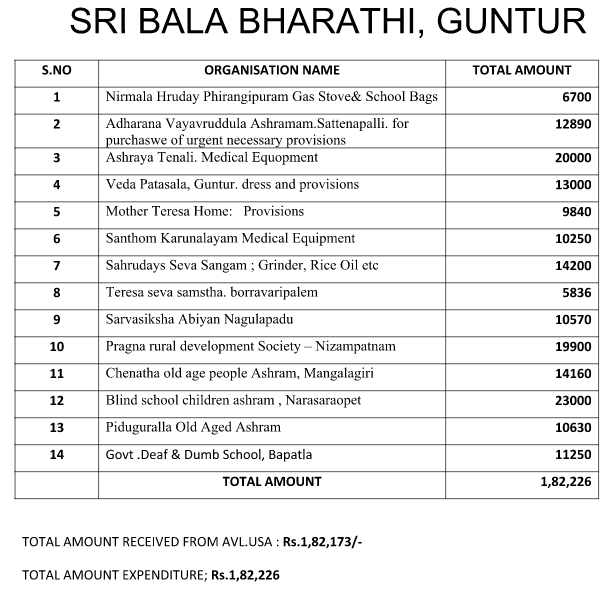 SRI BALA BHARATHI, GUNTUR
S.NO ORGANISATION NAME TOTAL AMOUNT
1 Nirmala Hruday Phirangipuram Gas Stove& School Bags 6700
2 Adharana Vayavruddula Ashramam.Sattenapalli. for 12890
purchaswe of urgent necessary provisions
3 Ashraya Tenali. Medical Equopment 20000
4 Veda Patasala, Guntur. dress and provisions 13000
5 Mother Teresa Home: Provisions 9840
6 Santhom Karunalayam Medical Equipment 10250
7 Sahrudays Seva Sangam ; Grinder, Rice Oil etc 14200
8 Teresa seva samstha. borravaripalem 5836
9 Sarvasiksha Abiyan Nagulapadu 10570
10 Pragna rural development Society – Nizampatnam 19900
11 Chenatha old age people Ashram, Mangalagiri 14160
12 Blind school children ashram , Narasaraopet 23000
13 Piduguralla Old Aged Ashram 10630
14 Govt .Deaf & Dumb School, Bapatla 11250
TOTAL AMOUNT 1,82,226
TOTAL AMOUNT RECEIVED FROM AVL.USA : Rs.1,82,173/-
TOTAL AMOUNT EXPENDITURE; Rs.1,82,226